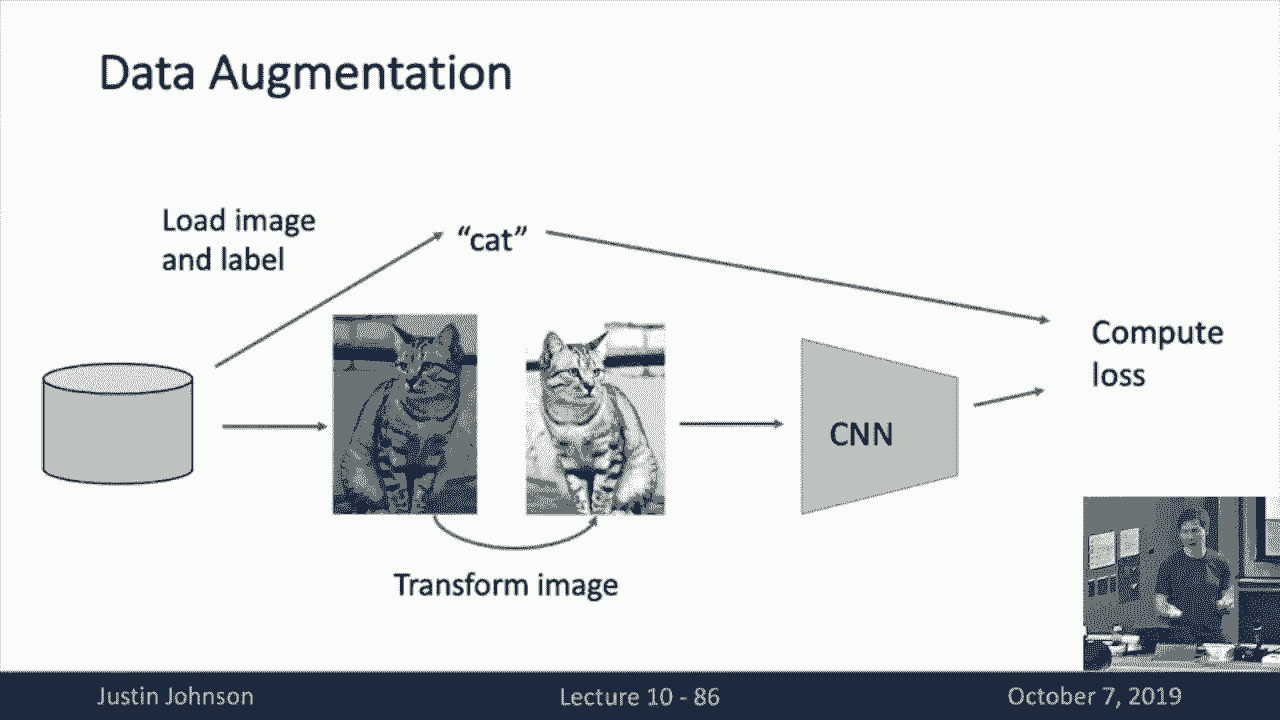 Data Augmentation
Load image
and label
“cat”
Compute
loss
CNN
Transform image
Justin Johnson
Lecture 10 - 86
October 7, 2019